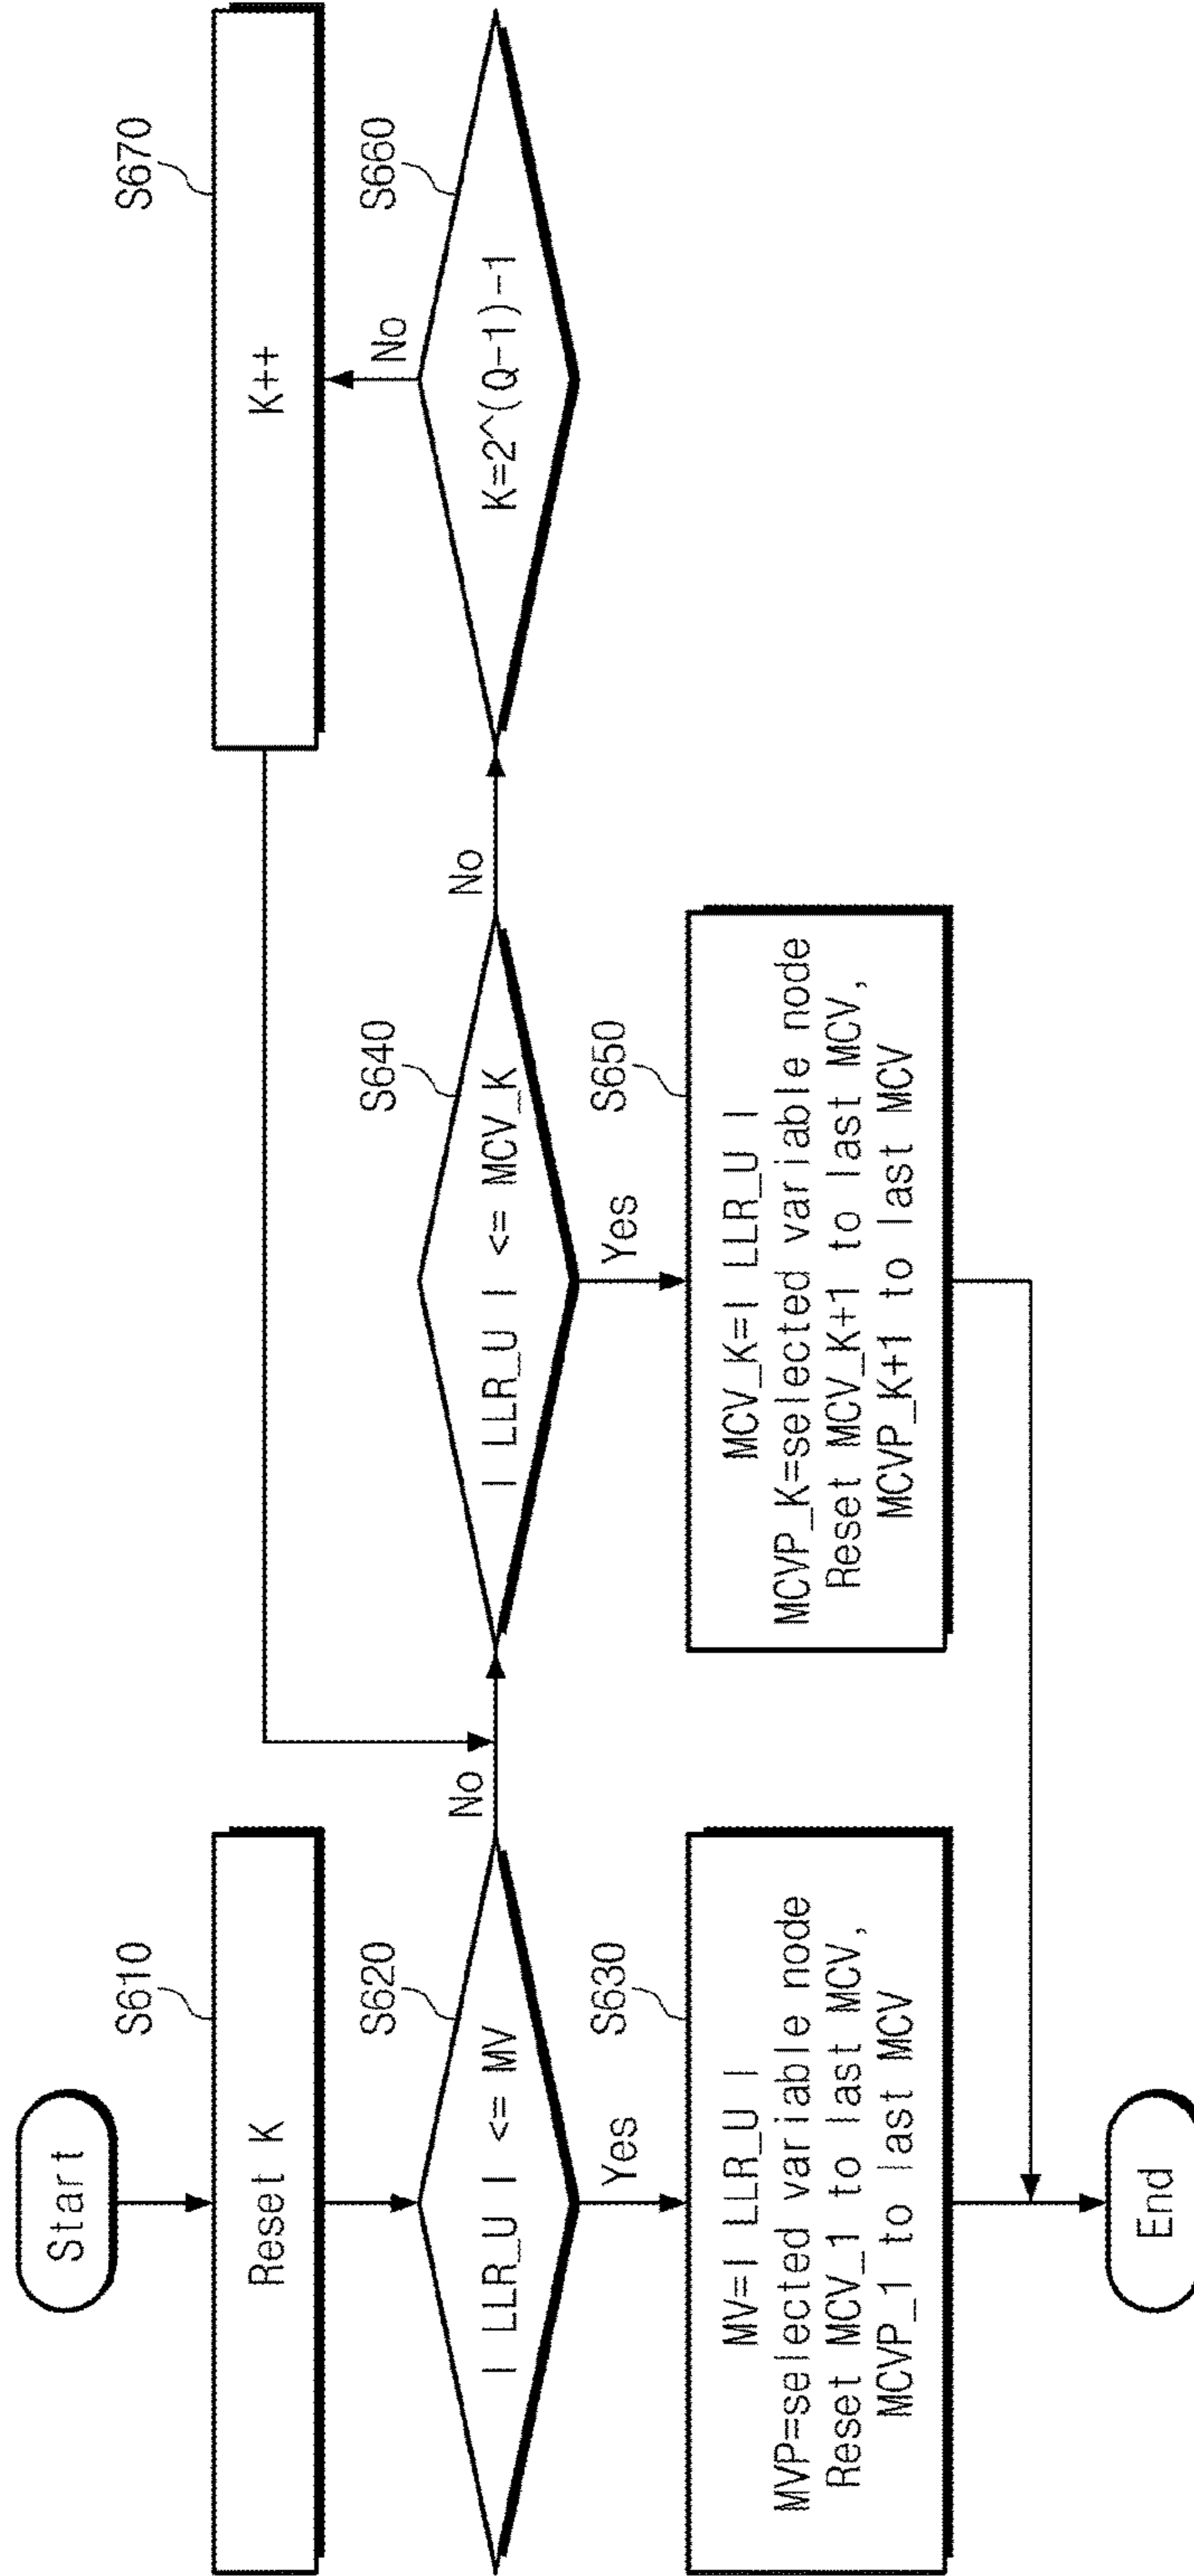 Start
S610
Reset K
S620
| LLR_U | <= MV
No
Yes
S630
MV=| LLR_U |
MVP=selected variable node
Reset MCV_1 to last MCV,
MCVP_1 to last MCV
S640
| LLR_U | <= MCV_K
No
Yes
S650
MCV_K=| LLR_U |
MCVP_K=selected variable node
Reset MCV_K+1 to last MCV,
MCVP_K+1 to last MCV
S660
K=2^(Q-1)-1
No
S670
K++
End